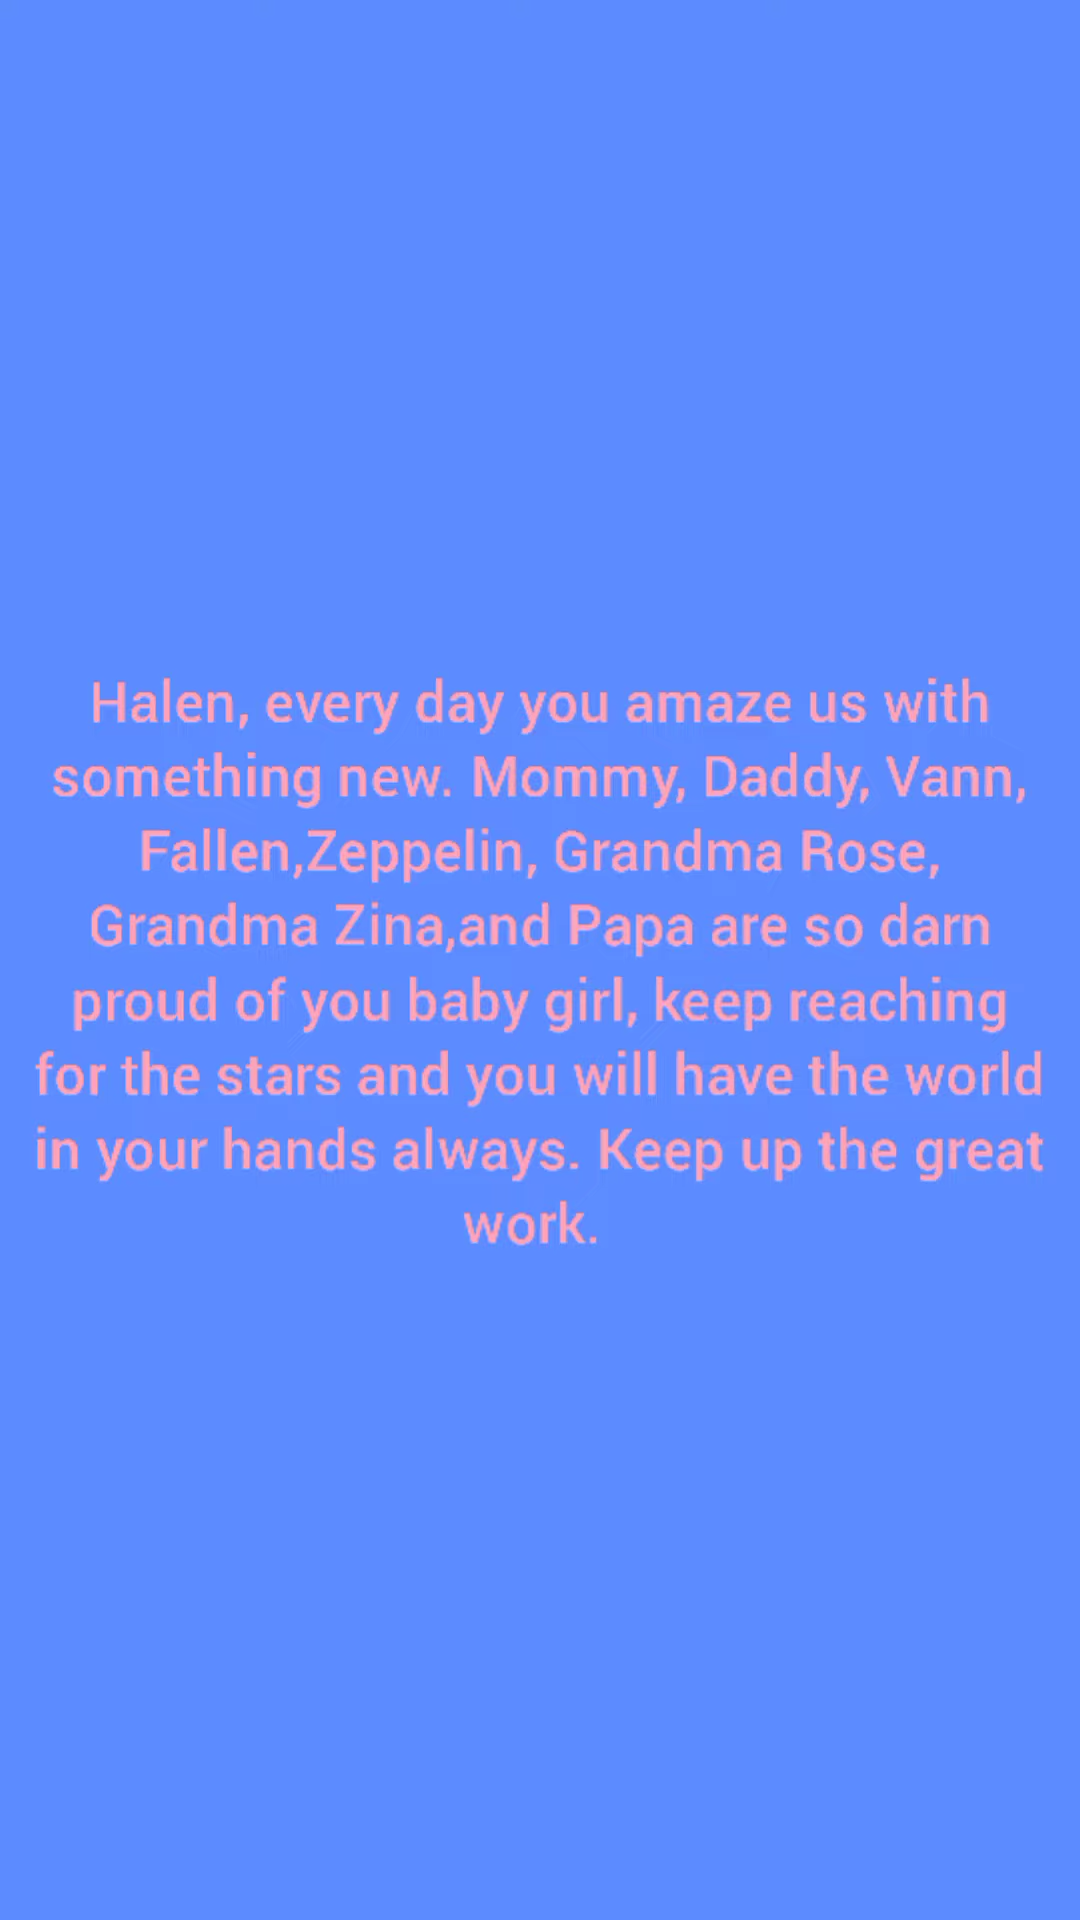 Halen, every day you amaze us with
something new. Mommy, Daddy, Vann,
Fallen,Zeppelin, Grandma Rose,
Grandma Zina,and Papa are so darn
proud of you baby girl, keep reaching
for the stars and you will have the world
in your hands always. Keep up the great
work.